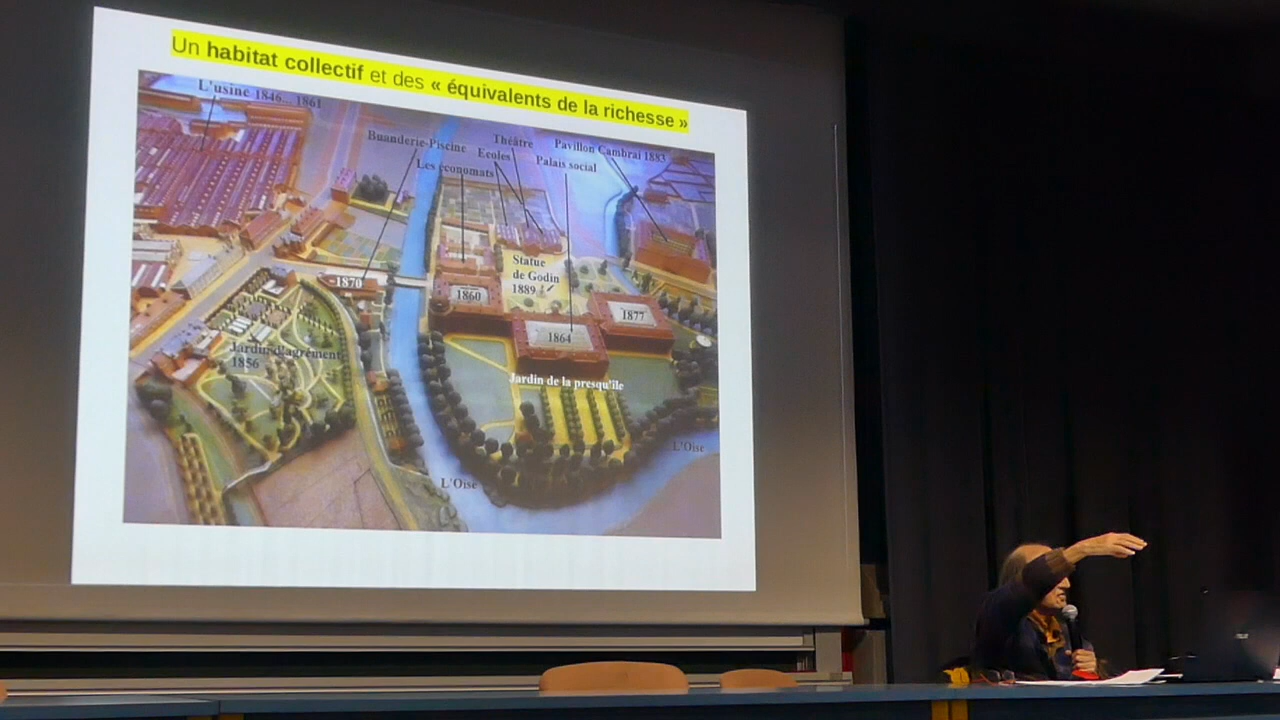 Un habitat collectif et des « équivalents de la richesse »
L'usine 1846... 1861
Buanderie-Piscine
Théâtre
Ecoles
Pavillon Cambrai 1883
Les économats
Palais social
Statue
de Godin
1889
1870
1860
1877
1864
Jardin d'agrément
1856
Jardin de la presqu'île
L'Oise
L'Oise